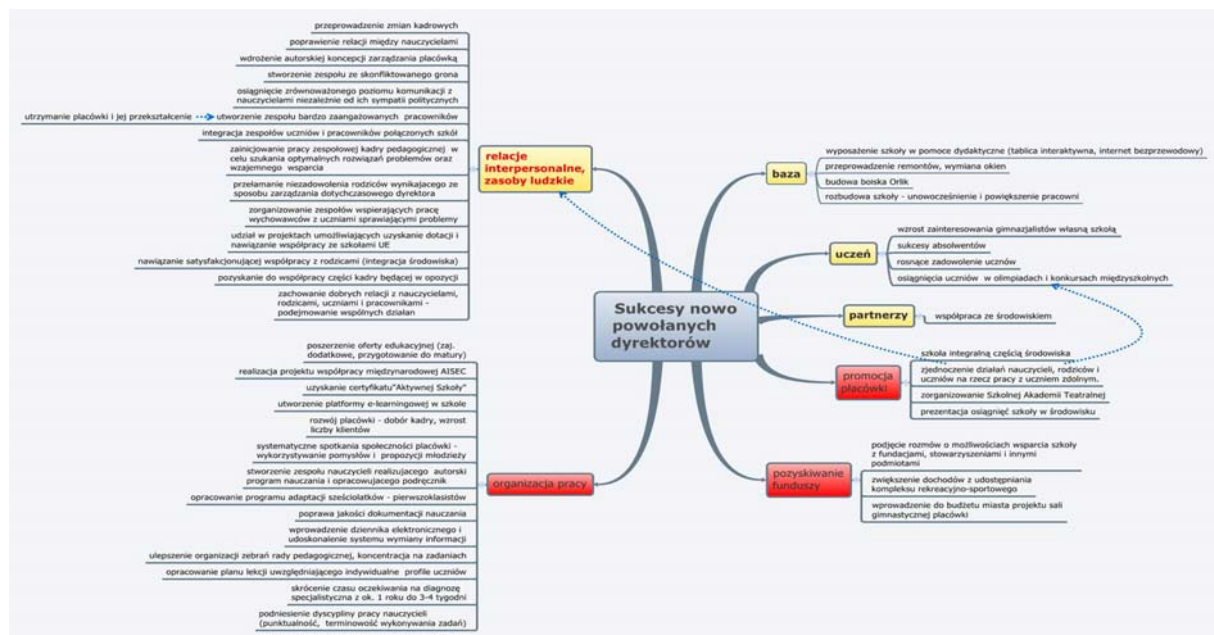 przeprowadzenie zmian kadrowych
poprawienie relacji między nauczycielami
wdrożenie autorskiej koncepcji zarządzania placówką
stworzenie zespołu ze skonfliktowanego grona
osiągnięcie zrównoważonego poziomu komunikacji z
nauczycielami niezależnie od ich sympatii politycznych
utrzymanie placówki i jej przekształcenie
utworzenie zespołu bardzo zaangażowanych pracowników
integracja zespołów uczniów i pracowników połączonych szkół
zainicjowanie pracy zespołowej kadry pedagogicznej w
celu szukania optymalnych rozwiązań problemów oraz
wzajemnego wsparcia
przełamanie niezadowolenia rodziców wynikajacego ze
sposobu zarządzania dotychczasowego dyrektora
zorganizowanie zespołów wspierających pracę
wychowawców z uczniami sprawiającymi problemy
udział w projektach umożliwiających uzyskanie dotacji i
nawiązanie współpracy ze szkołami UE
nawiązanie satysfakcjonującej współpracy z rodzicami (integracja środowiska)
pozyskanie do współpracy części kadry będącej w opozycji
zachowanie dobrych relacji z nauczycielami,
rodzicami, uczniami i pracownikami -
podejmowanie wspólnych działan
relacje
interpersonalne,
zasoby ludzkie
poszerzenie oferty edukacyjnej (zaj.
dodatkowe, przygotowanie do matury)
realizacja projektu współpracy międzynarodowej AISEC
uzyskanie certyfikatu"Aktywnej Szkoły"
utworzenie platformy e-learningowej w szkole
rozwój placówki - dobór kadry, wzrost
liczby klientów
systematyczne spotkania społeczności placówki -
wykorzystywanie pomysłów i propozycji młodzieży
stworzenie zespołu nauczycieli realizujacego autorski
program nauczania i opracowujacego podręcznik
opracowanie programu adaptacji sześciolatków - pierwszoklasistów
poprawa jakości dokumentacji nauczania
wprowadzenie dziennika elektronicznego i
udoskonalenie systemu wymiany informacji
ulepszenie organizacji zebrań rady pedagogicznej, koncentracja na zadaniach
opracowanie planu lekcji uwzględniającego indywidualne profile uczniów
skrócenie czasu oczekiwania na diagnozę
specjalistyczna z ok. 1 roku do 3-4 tygodni
podniesienie dyscypliny pracy nauczycieli
(punktualność, terminowość wykonywania zadań)
organizacja pracy
Sukcesy nowo
powołanych
dyrektorów
baza
wyposażenie szkoły w pomoce dydaktyczne (tablica interaktywna, internet bezprzewodowy)
przeprowadzenie remontów, wymiana okien
budowa boiska Orlik
rozbudowa szkoły - unowocześnienie i powiększenie pracowni
uczeń
wzrost zainteresowania gimnazjalistów własną szkołą
sukcesy absolwentów
rosnące zadowolenie uczniów
osiągnięcia uczniów w olimpiadach i konkursach międzyszkolnych
partnerzy
współpraca ze środowiskiem
promocja
placówki
szkoła integralną częścią środowiska
zjednoczenie działań nauczycieli, rodziców i
uczniów na rzecz pracy z uczniem zdolnym.
zorganizowanie Szkolnej Akademii Teatralnej
prezentacja osiągnięć szkoły w środowisku
pozyskiwanie
funduszy
podjęcie rozmów o możliwościach wsparcia szkoły
z fundacjami, stowarzyszeniami i innymi
podmiotami
zwiększenie dochodów z udostępniania
kompleksu rekreacyjno-sportowego
wprowadzenie do budżetu miasta projektu sali
gimnastycznej placówki